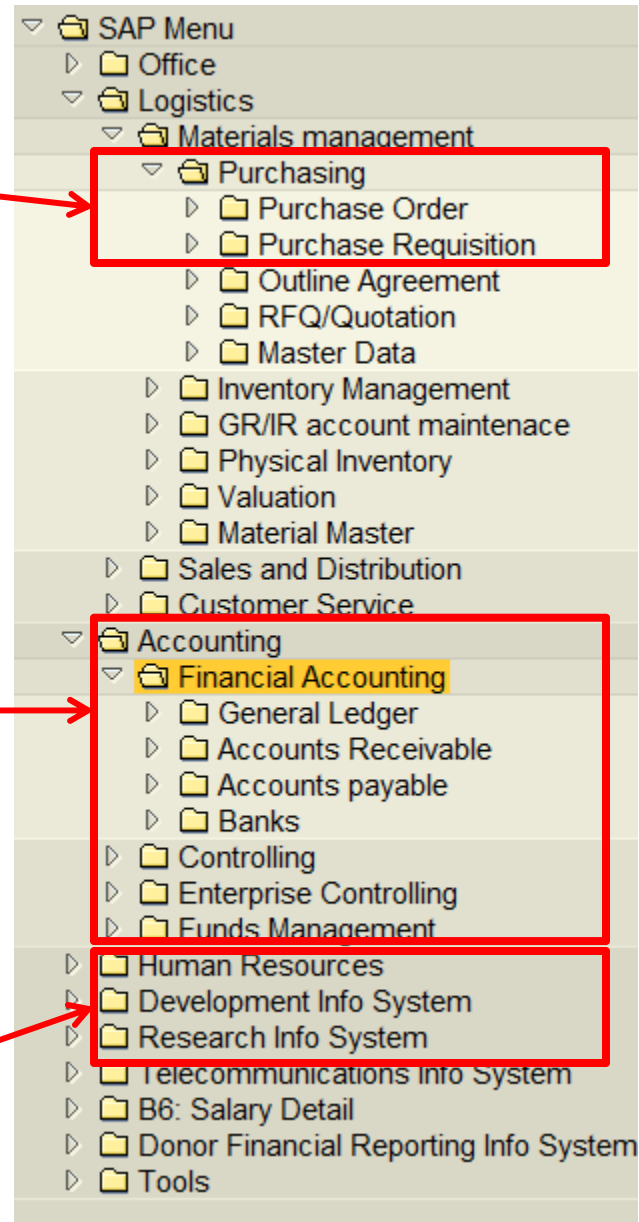 SAP Menu
Office
Logistics
Materials management
Purchasing
Purchase Order
Purchase Requisition
Outline Agreement
RFQ/Quotation
Master Data
Inventory Management
GR/IR account maintenace
Physical Inventory
Valuation
Material Master
Sales and Distribution
Customer Service
Accounting
Financial Accounting
General Ledger
Accounts Receivable
Accounts payable
Banks
Controlling
Enterprise Controlling
Funds Management
Human Resources
Development Info System
Research Info System
Telecommunications Info System
B6: Salary Detail
Donor Financial Reporting Info System
Tools